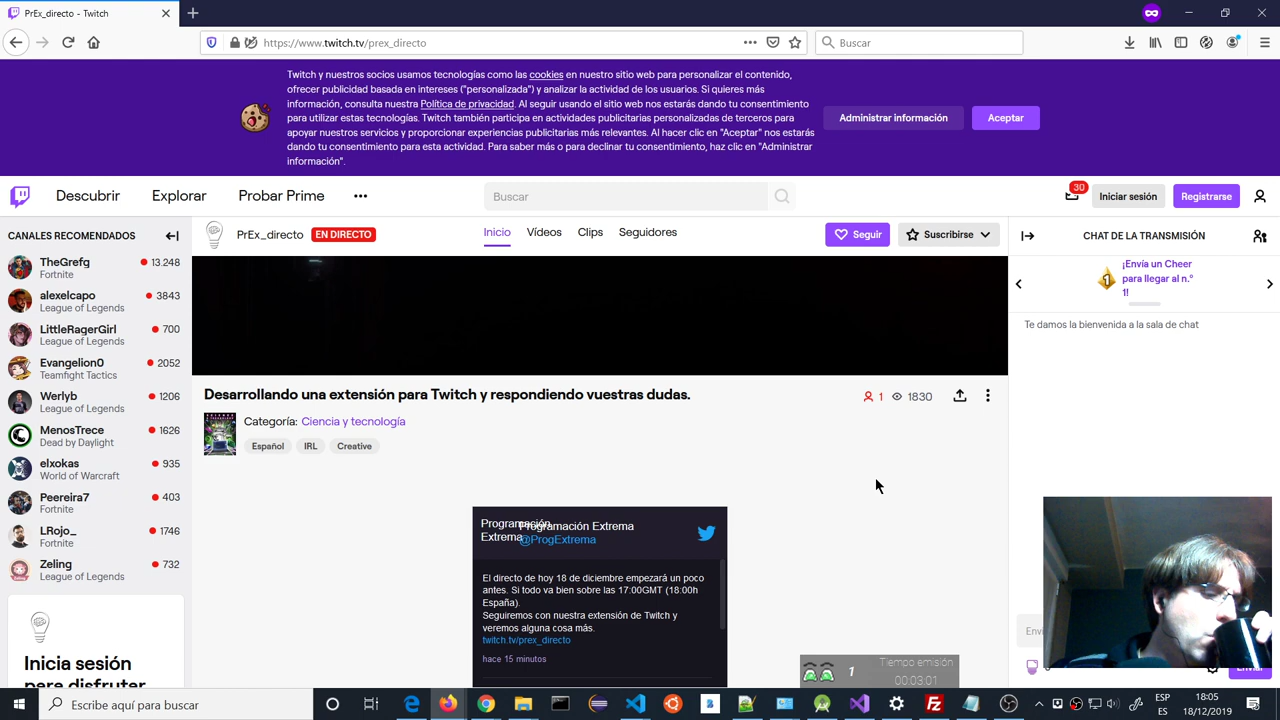 PrEx_directo - Twitch
https://www.twitch.tv/prex_directo
Buscar
Twitch y nuestros socios usamos tecnologías como las cookies en nuestro sitio web para personalizar el contenido,
ofrecer publicidad basada en intereses ("personalizada") y analizar la actividad de los usuarios. Si quieres más
información, consulta nuestra Política de privacidad. Al seguir usando el sitio web nos estarás dando tu consentimiento
para utilizar estas tecnologías. Twitch también participa en actividades publicitarias personalizadas de terceros para
apoyar nuestros servicios y proporcionar experiencias publicitarias más relevantes. Al hacer clic en "Aceptar" nos estarás
dando tu consentimiento para esta actividad. Para saber más o para declinar tu consentimiento, haz clic en "Administrar
información".
Administrar información
Aceptar
Descubrir
Explorar
Probar Prime
Buscar
30
Iniciar sesión
Registrarse
CANALES RECOMENDADOS
TheGrefg
13.248
Fortnite
alexelcapo
3843
League of Legends
LittleRagerGirl
700
League of Legends
Evangelion0
2052
Teamfight Tactics
Werlyb
1206
League of Legends
MenosTrece
1626
Dead by Daylight
elxokas
935
World of Warcraft
Peereira7
403
Fortnite
LRojo_
1746
Fortnite
Zeling
732
League of Legends
Inicia sesión
para disfrutar
PrEx_directo
EN DIRECTO
Inicio
Vídeos
Clips
Seguidores
Seguir
Suscribirse
Desarrollando una extensión para Twitch y respondiendo vuestras dudas.
1
1830
Categoría: Ciencia y tecnología
Español
IRL
Creative
Programación
Extrema
Programación Extrema
@ProgExtrema
El directo de hoy 18 de diciembre empezará un poco
antes. Si todo va bien sobre las 17:00GMT (18:00h
España).
Seguiremos con nuestra extensión de Twitch y
veremos alguna cosa más.
twitch.tv/prex_directo
hace 15 minutos
1
Tiempo emisión
00:03:01
CHAT DE LA TRANSMISIÓN
1
¡Envía un Cheer
para llegar al n.º
1!
Te damos la bienvenida a la sala de chat
Envi
Enviar
Escribe aquí para buscar
ESP
ES
18:05
18/12/2019